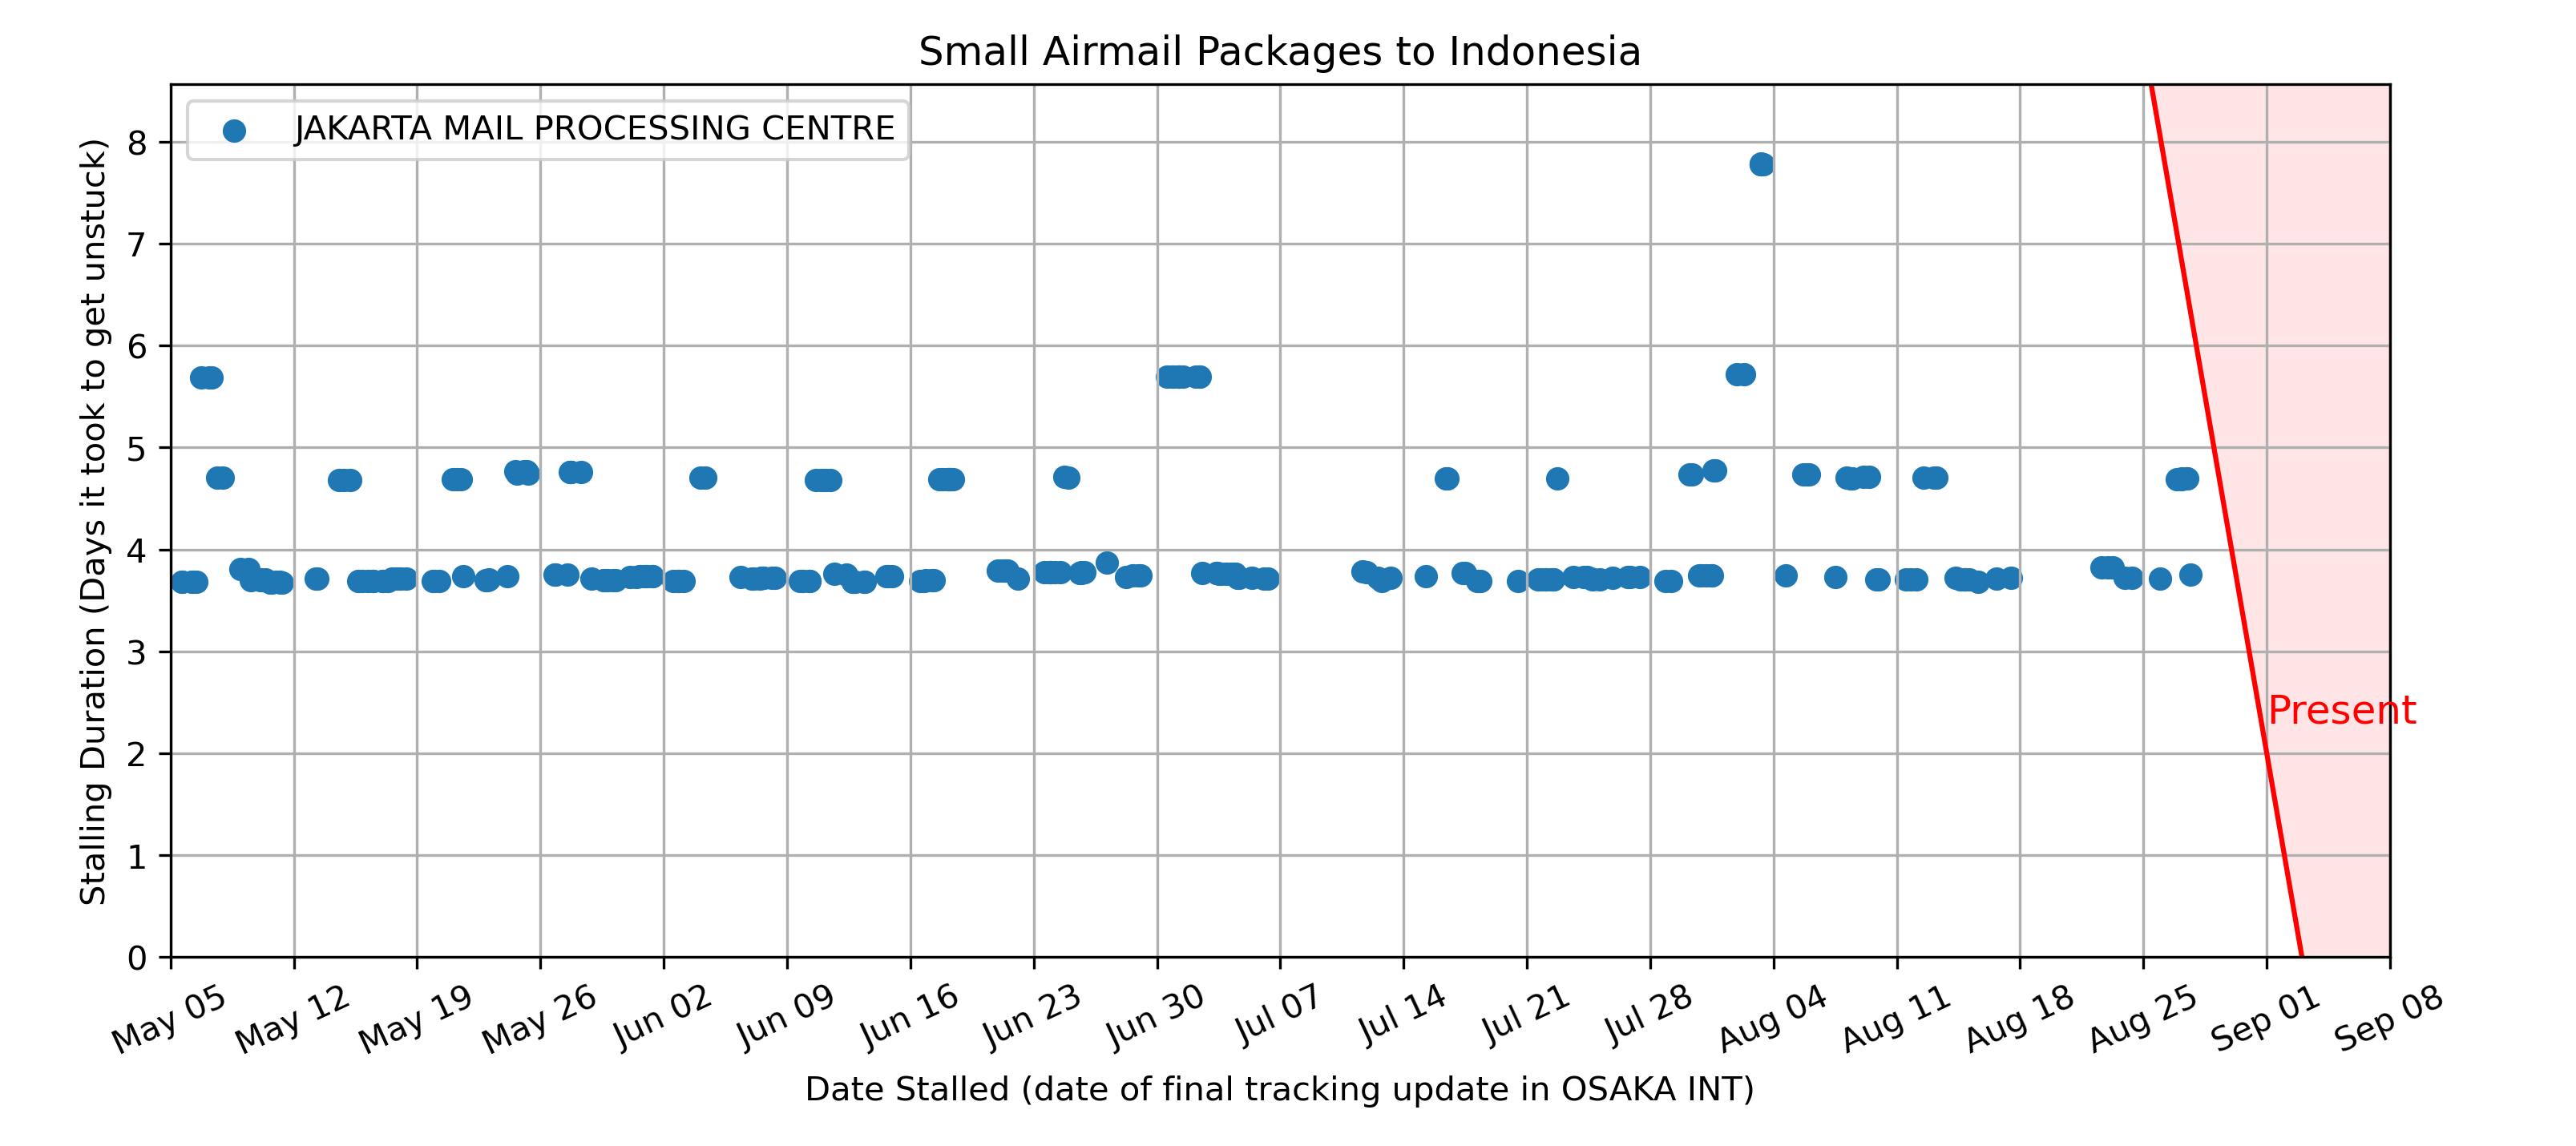 Small Airmail Packages to Indonesia
JAKARTA MAIL PROCESSING CENTRE
Stalling Duration (Days it took to get unstuck)
8
7
6
5
4
3
2
1
0
Present
May 05
May 12
May 19
May 26
Jun 02
Jun 09
Jun 16
Jun 23
Jun 30
Jul 07
Jul 14
Jul 21
Jul 28
Aug 04
Aug 11
Aug 18
Aug 25
Sep 01
Sep 08
Date Stalled (date of final tracking update in OSAKA INT)